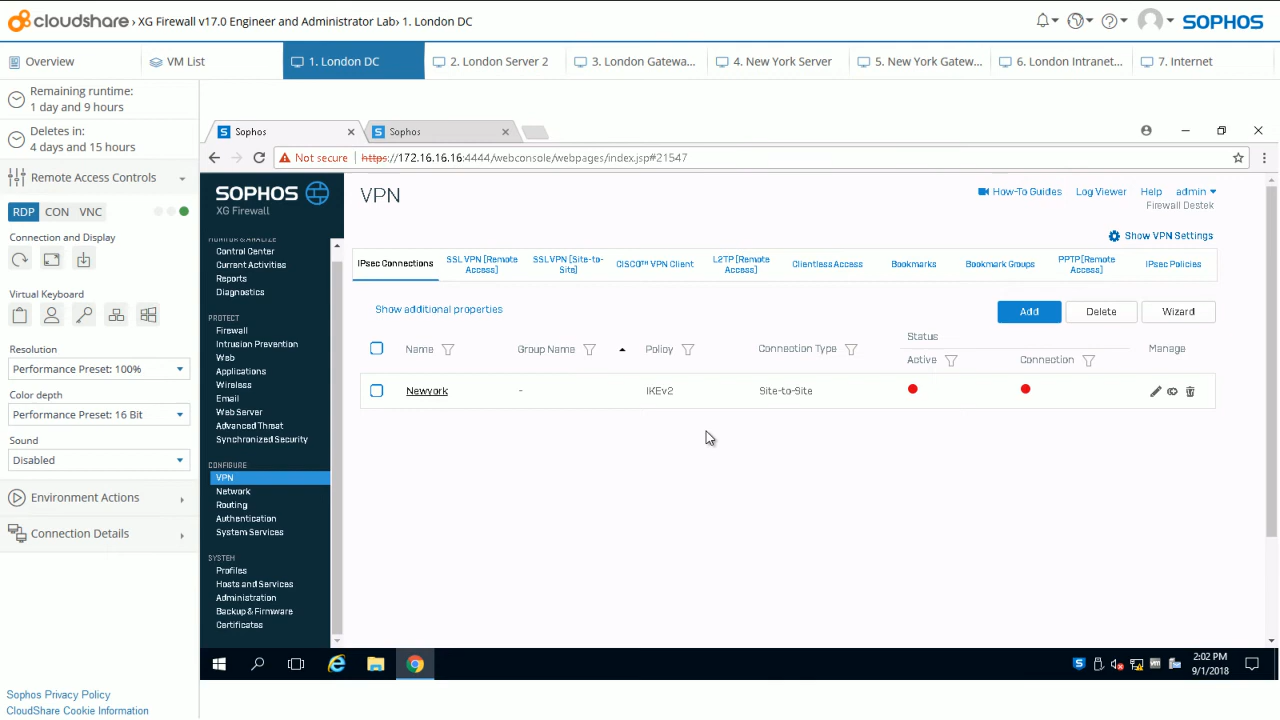 cloudshare › XG Firewall v17.0 Engineer and Administrator Lab › 1. London DC
SOPHOS
Overview
VM List
1. London DC
2. London Server 2
3. London Gatewa...
4. New York Server
5. New York Gatew...
6. London Intranet...
7. Internet
Remaining runtime:
1 day and 9 hours
Deletes in:
4 days and 15 hours
Remote Access Controls
RDP CON VNC
Connection and Display
Virtual Keyboard
Resolution
Performance Preset: 100%
Color depth
Performance Preset: 16 Bit
Sound
Disabled
Environment Actions
Connection Details
Sophos Privacy Policy
CloudShare Cookie Information
Sophos
Sophos
Not secure https://172.16.16.16:4444/webconsole/webpages/index.jsp#21547
SOPHOS
XG Firewall
MONITOR & ANALYZE
Control Center
Current Activities
Reports
Diagnostics
PROTECT
Firewall
Intrusion Prevention
Web
Applications
Wireless
Email
Web Server
Advanced Threat
Synchronized Security
CONFIGURE
VPN
Network
Routing
Authentication
System Services
SYSTEM
Profiles
Hosts and Services
Administration
Backup & Firmware
Certificates
VPN
How-To Guides Log Viewer Help admin
Firewall Destek
Show VPN Settings
IPsec Connections
SSL VPN [Remote Access]
SSL VPN [Site-to-Site]
CISCO™ VPN Client
L2TP [Remote Access]
Clientless Access
Bookmarks
Bookmark Groups
PPTP [Remote Access]
IPsec Policies
Show additional properties
Add Delete Wizard
Name Group Name Policy Connection Type Status Manage
Active Connection
Newyork - IKEv2 Site-to-Site
2:02 PM
9/1/2018